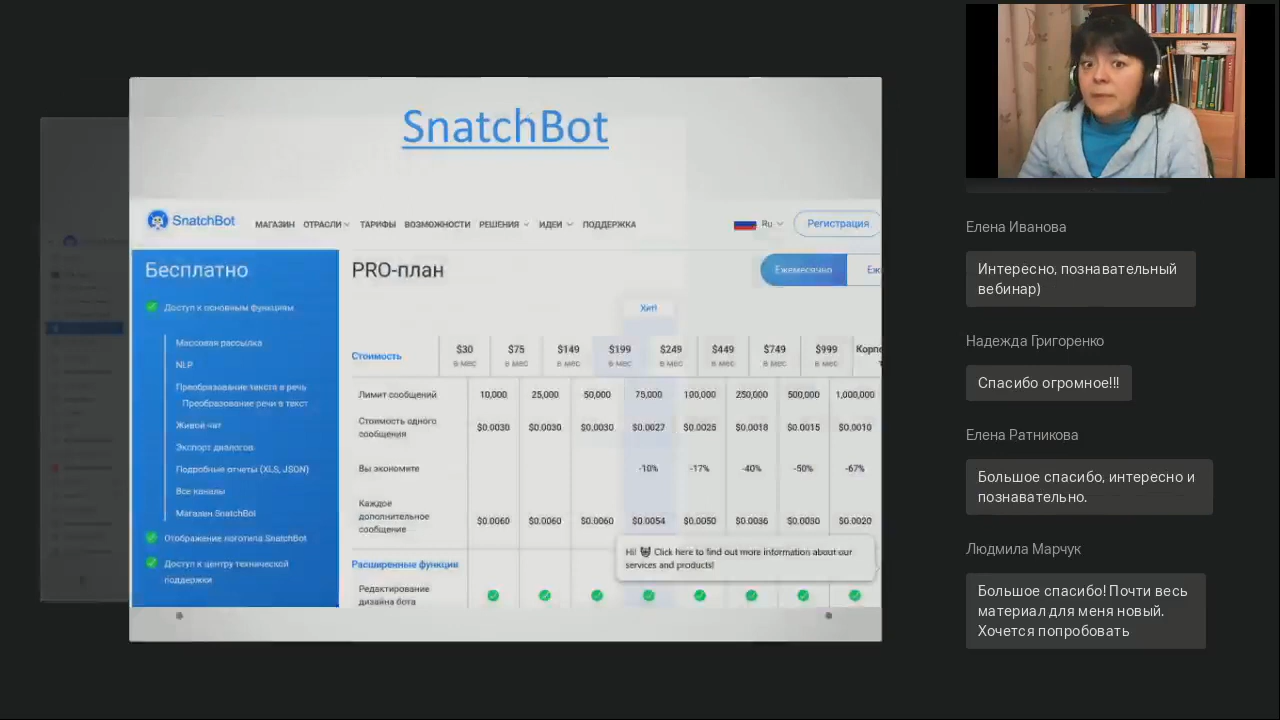 SnatchBot
SnatchBot
МАГАЗИН ОТРАСЛИ ТАРИФЫ ВОЗМОЖНОСТИ РЕШЕНИЯ ИДЕИ ПОДДЕРЖКА
Ru
Регистрация
Бесплатно
Доступ к основным функциям
Массовая рассылка
NLP
Преобразование текста в речь
Преобразование речи в текст
Живой чат
Экспорт диалогов
Подробные отчеты (XLS, JSON)
Все каналы
Магазин SnatchBot
Отображение логотипа SnatchBot
Доступ к центру технической
поддержки
PRO-план
Ежемесячно
Хит!
Стоимость $30 $75 $149 $199 $249 $449 $749 $999
в мес в мес в мес в мес в мес в мес в мес в мес
Лимит сообщений 10,000 25,000 50,000 75,000 100,000 250,000 500,000 1,000,000
Стоимость одного
сообщения
$0.0030 $0.0030 $0.0030 $0.0027 $0.0025 $0.0018 $0.0015 $0.0010
Вы экономите -10% -17% -40% -50% -67%
Каждое
дополнительное
сообщение
$0.0060 $0.0060 $0.0060 $0.0054 $0.0050 $0.0036 $0.0030 $0.0020
Hi! Click here to find out more information about our
services and products!
Расширенные функции
Редактирование
дизайна бота
Елена Иванова
Интересно, познавательный
вебинар)
Надежда Григоренко
Спасибо огромное!!!
Елена Ратникова
Большое спасибо, интересно и
познавательно.
Людмила Марчук
Большое спасибо! Почти весь
материал для меня новый.
Хочется попробовать